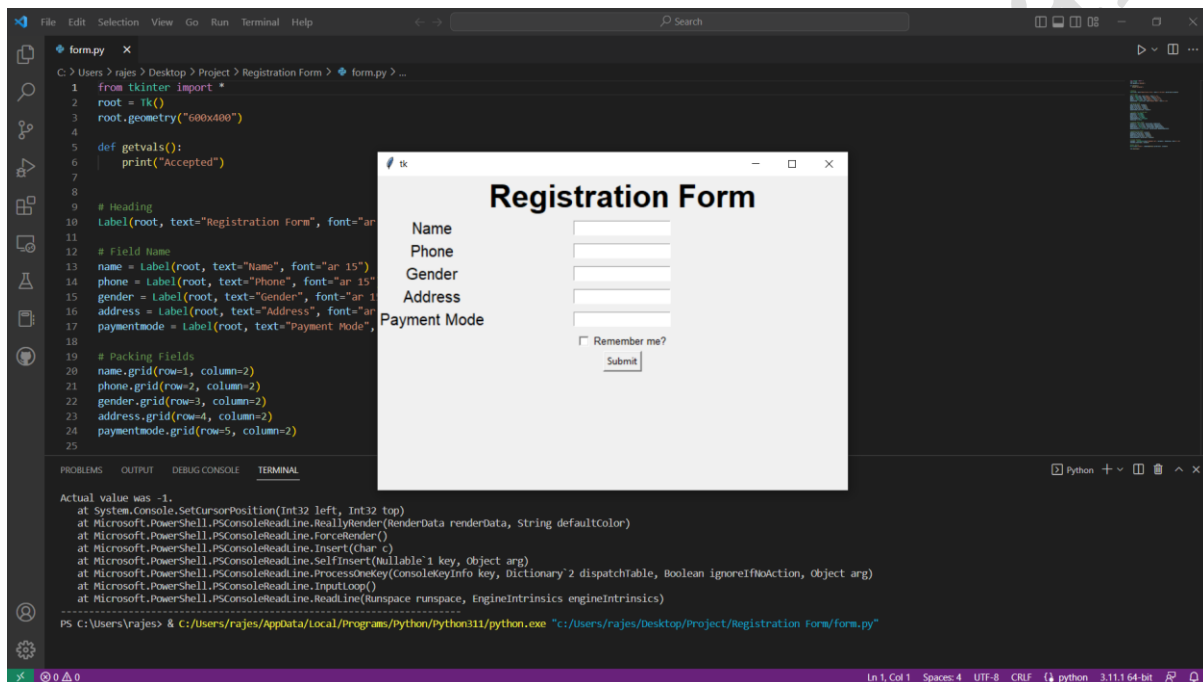 File Edit Selection View Go Run Terminal Help
Search
form.py
C: > Users > rajes > Desktop > Project > Registration Form > form.py > ...
1 from tkinter import *
2 root = Tk()
3 root.geometry("600x400")
4
5 def getvals():
6 print("Accepted")
7
8
9 # Heading
10 Label(root, text="Registration Form", font="ar
11
12 # Field Name
13 name = Label(root, text="Name", font="ar 15")
14 phone = Label(root, text="Phone", font="ar 15"
15 gender = Label(root, text="Gender", font="ar 1
16 address = Label(root, text="Address", font="ar
17 paymentmode = Label(root, text="Payment Mode",
18
19 # Packing Fields
20 name.grid(row=1, column=2)
21 phone.grid(row=2, column=2)
22 gender.grid(row=3, column=2)
23 address.grid(row=4, column=2)
24 paymentmode.grid(row=5, column=2)
25
tk
Registration Form
Name
Phone
Gender
Address
Payment Mode
Remember me?
Submit
PROBLEMS OUTPUT DEBUG CONSOLE TERMINAL
Python
Actual value was -1.
at System.Console.SetCursorPosition(Int32 left, Int32 top)
at Microsoft.PowerShell.PSConsoleReadLine.ReallyRender(RenderData renderData, String defaultColor)
at Microsoft.PowerShell.PSConsoleReadLine.ForceRender()
at Microsoft.PowerShell.PSConsoleReadLine.Insert(Char c)
at Microsoft.PowerShell.PSConsoleReadLine.SelfInsert(Nullable`1 key, Object arg)
at Microsoft.PowerShell.PSConsoleReadLine.ProcessOneKey(ConsoleKeyInfo key, Dictionary`2 dispatchTable, Boolean ignoreIfNoAction, Object arg)
at Microsoft.PowerShell.PSConsoleReadLine.InputLoop()
at Microsoft.PowerShell.PSConsoleReadLine.ReadLine(Runspace runspace, EngineIntrinsics engineIntrinsics)
-----------------------------------------------------------------------
PS C:\Users\rajes> & C:/Users/rajes/AppData/Local/Programs/Python/Python311/python.exe "c:/Users/rajes/Desktop/Project/Registration Form/form.py"
0 0 Ln 1, Col 1 Spaces: 4 UTF-8 CRLF python 3.11.1 64-bit